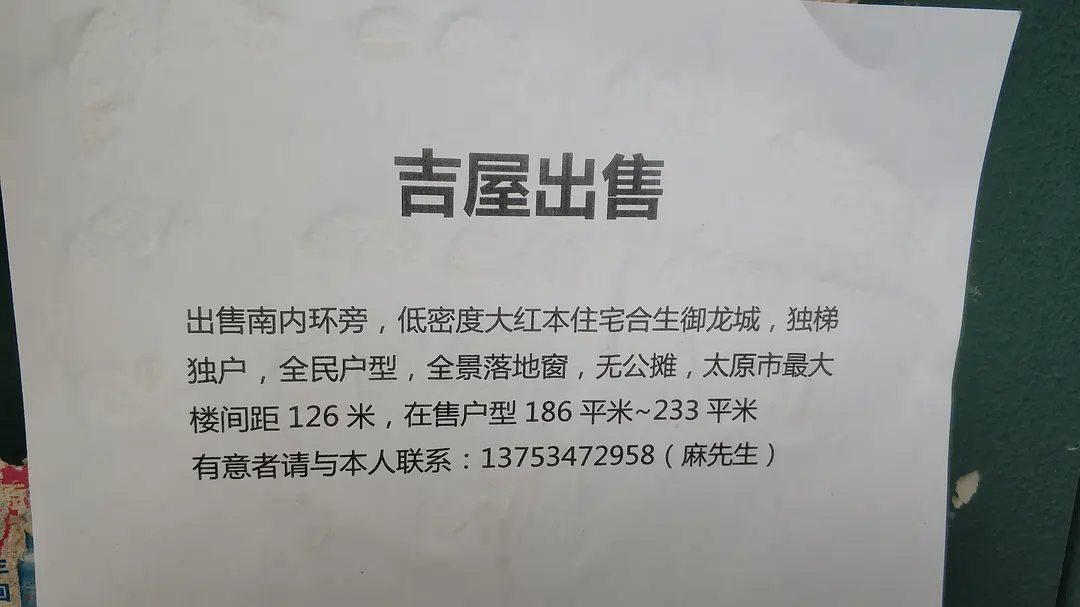 吉屋出售
出售南内环旁，低密度大红本住宅合生御龙城，独梯
独户，全民户型，全景落地窗，无公摊，太原市最大
楼间距 126 米，在售户型 186 平米~233 平米
有意者请与本人联系：13753472958（麻先生）